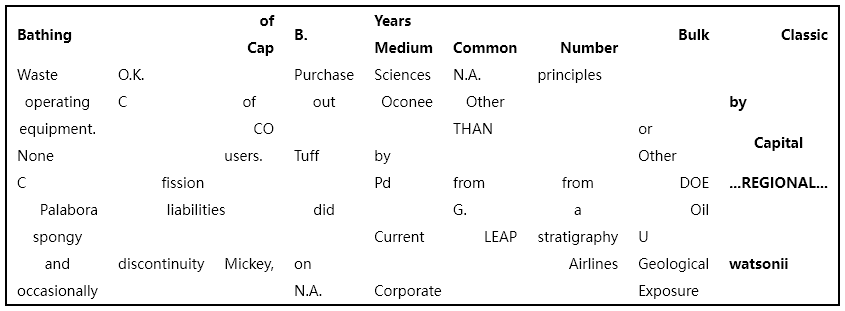 of Years
Bathing B. Bulk Classic
Cap Medium Common Number
Waste O.K. Purchase Sciences N.A. principles
operating C of out Oconee Other by
equipment. CO THAN or
Capital
None users. Tuff by Other
C fission Pd from from DOE ...REGIONAL...
Palabora liabilities did G. a Oil
spongy Current LEAP stratigraphy U
and discontinuity Mickey, on Airlines Geological watsonii
occasionally N.A. Corporate Exposure